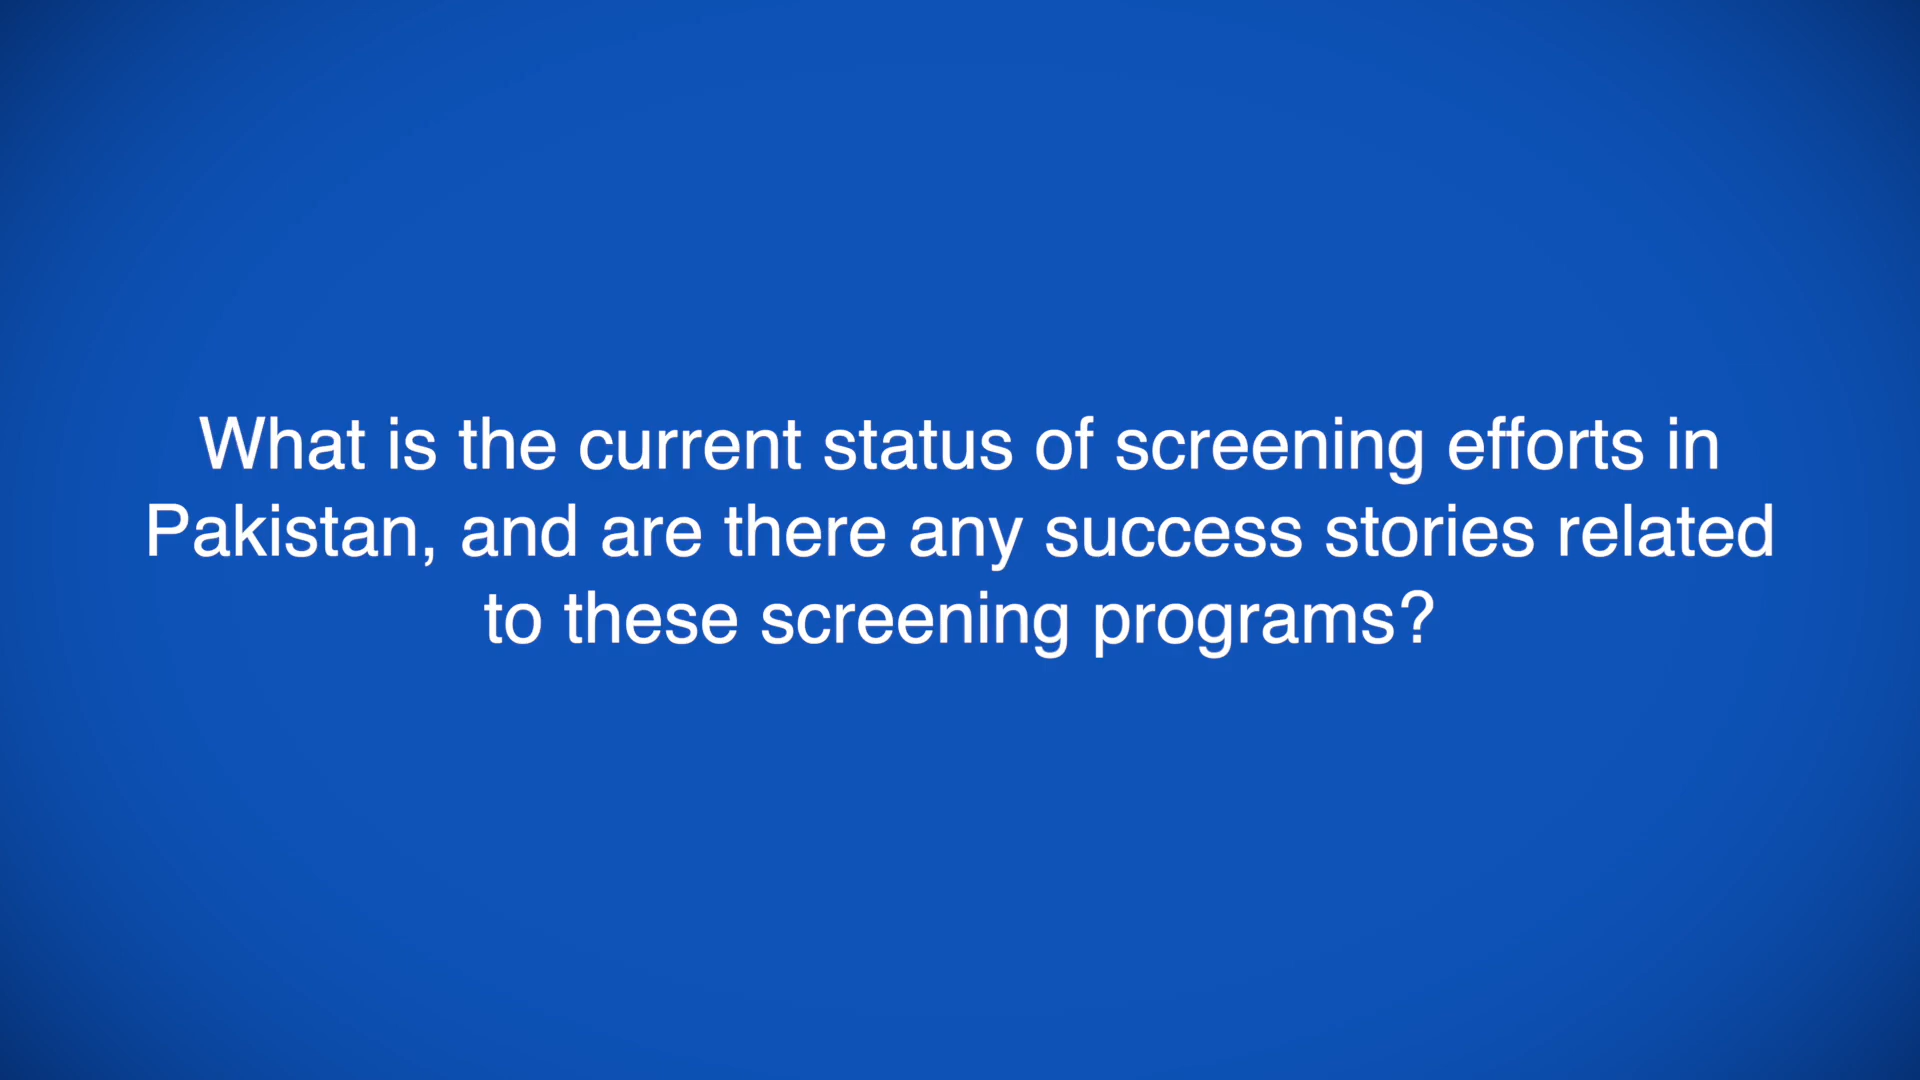 What is the current status of screening efforts in
Pakistan, and are there any success stories related
to these screening programs?